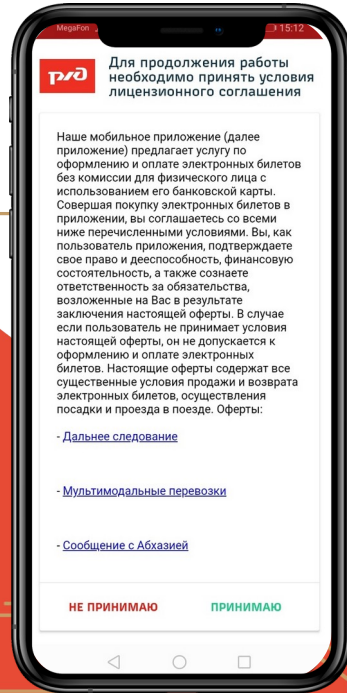 MegaFon
15:12
ржд
Для продолжения работы
необходимо принять условия
лицензионного соглашения
Наше мобильное приложение (далее
приложение) предлагает услугу по
оформлению и оплате электронных билетов
без комиссии для физического лица с
использованием его банковской карты.
Совершая покупку электронных билетов в
приложении, вы соглашаетесь со всеми
ниже перечисленными условиями. Вы, как
пользователь приложения, подтверждаете
свое право и дееспособность, финансовую
состоятельность, а также сознаете
ответственность за обязательства,
возложенные на Вас в результате
заключения настоящей оферты. В случае
если пользователь не принимает условия
настоящей оферты, он не допускается к
оформлению и оплате электронных
билетов. Настоящие оферты содержат все
существенные условия продажи и возврата
электронных билетов, осуществления
посадки и проезда в поезде. Оферты:
- Дальнее следование
- Мультимодальные перевозки
- Сообщение с Абхазией
НЕ ПРИНИМАЮ ПРИНИМАЮ